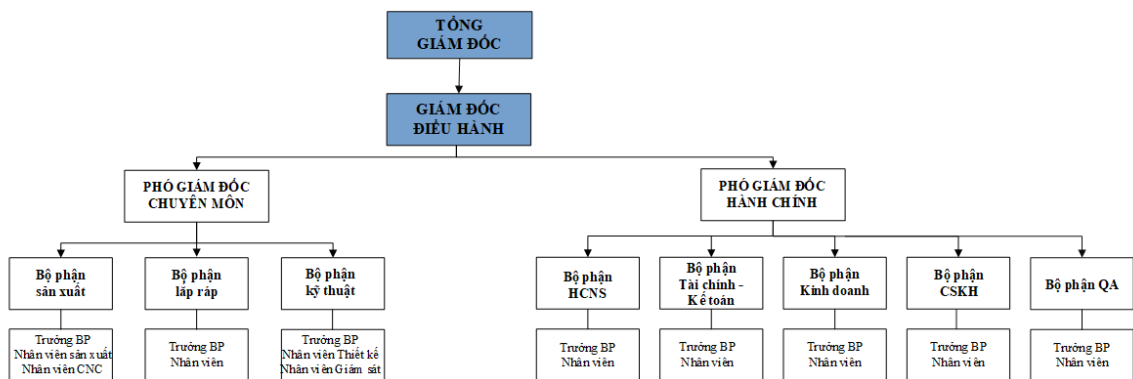 TỔNG
GIÁM ĐỐC
GIÁM ĐỐC
ĐIỀU HÀNH
PHÓ GIÁM ĐỐC
CHUYÊN MÔN
PHÓ GIÁM ĐỐC
HÀNH CHÍNH
Bộ phận
sản xuất
Bộ phận
lắp ráp
Bộ phận
kỹ thuật
Bộ phận
HCNS
Bộ phận
Tài chính -
Kế toán
Bộ phận
Kinh doanh
Bộ phận
CSKH
Bộ phận QA
Trưởng BP
Nhân viên sản xuất
Nhân viên CNC
Trưởng BP
Nhân viên
Trưởng BP
Nhân viên Thiết kế
Nhân viên Giám sát
Trưởng BP
Nhân viên
Trưởng BP
Nhân viên
Trưởng BP
Nhân viên
Trưởng BP
Nhân viên
Trưởng BP
Nhân viên